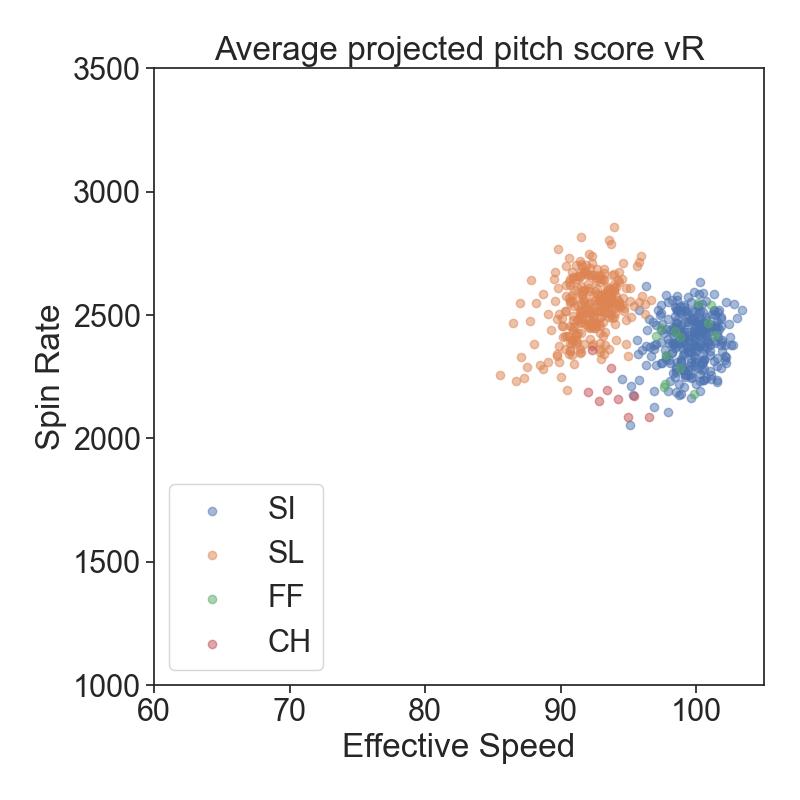 Average projected pitch score vR
3500
3000
2500
2000
1500
1000
Spin Rate
SI
SL
FF
CH
60 70 80 90 100
Effective Speed